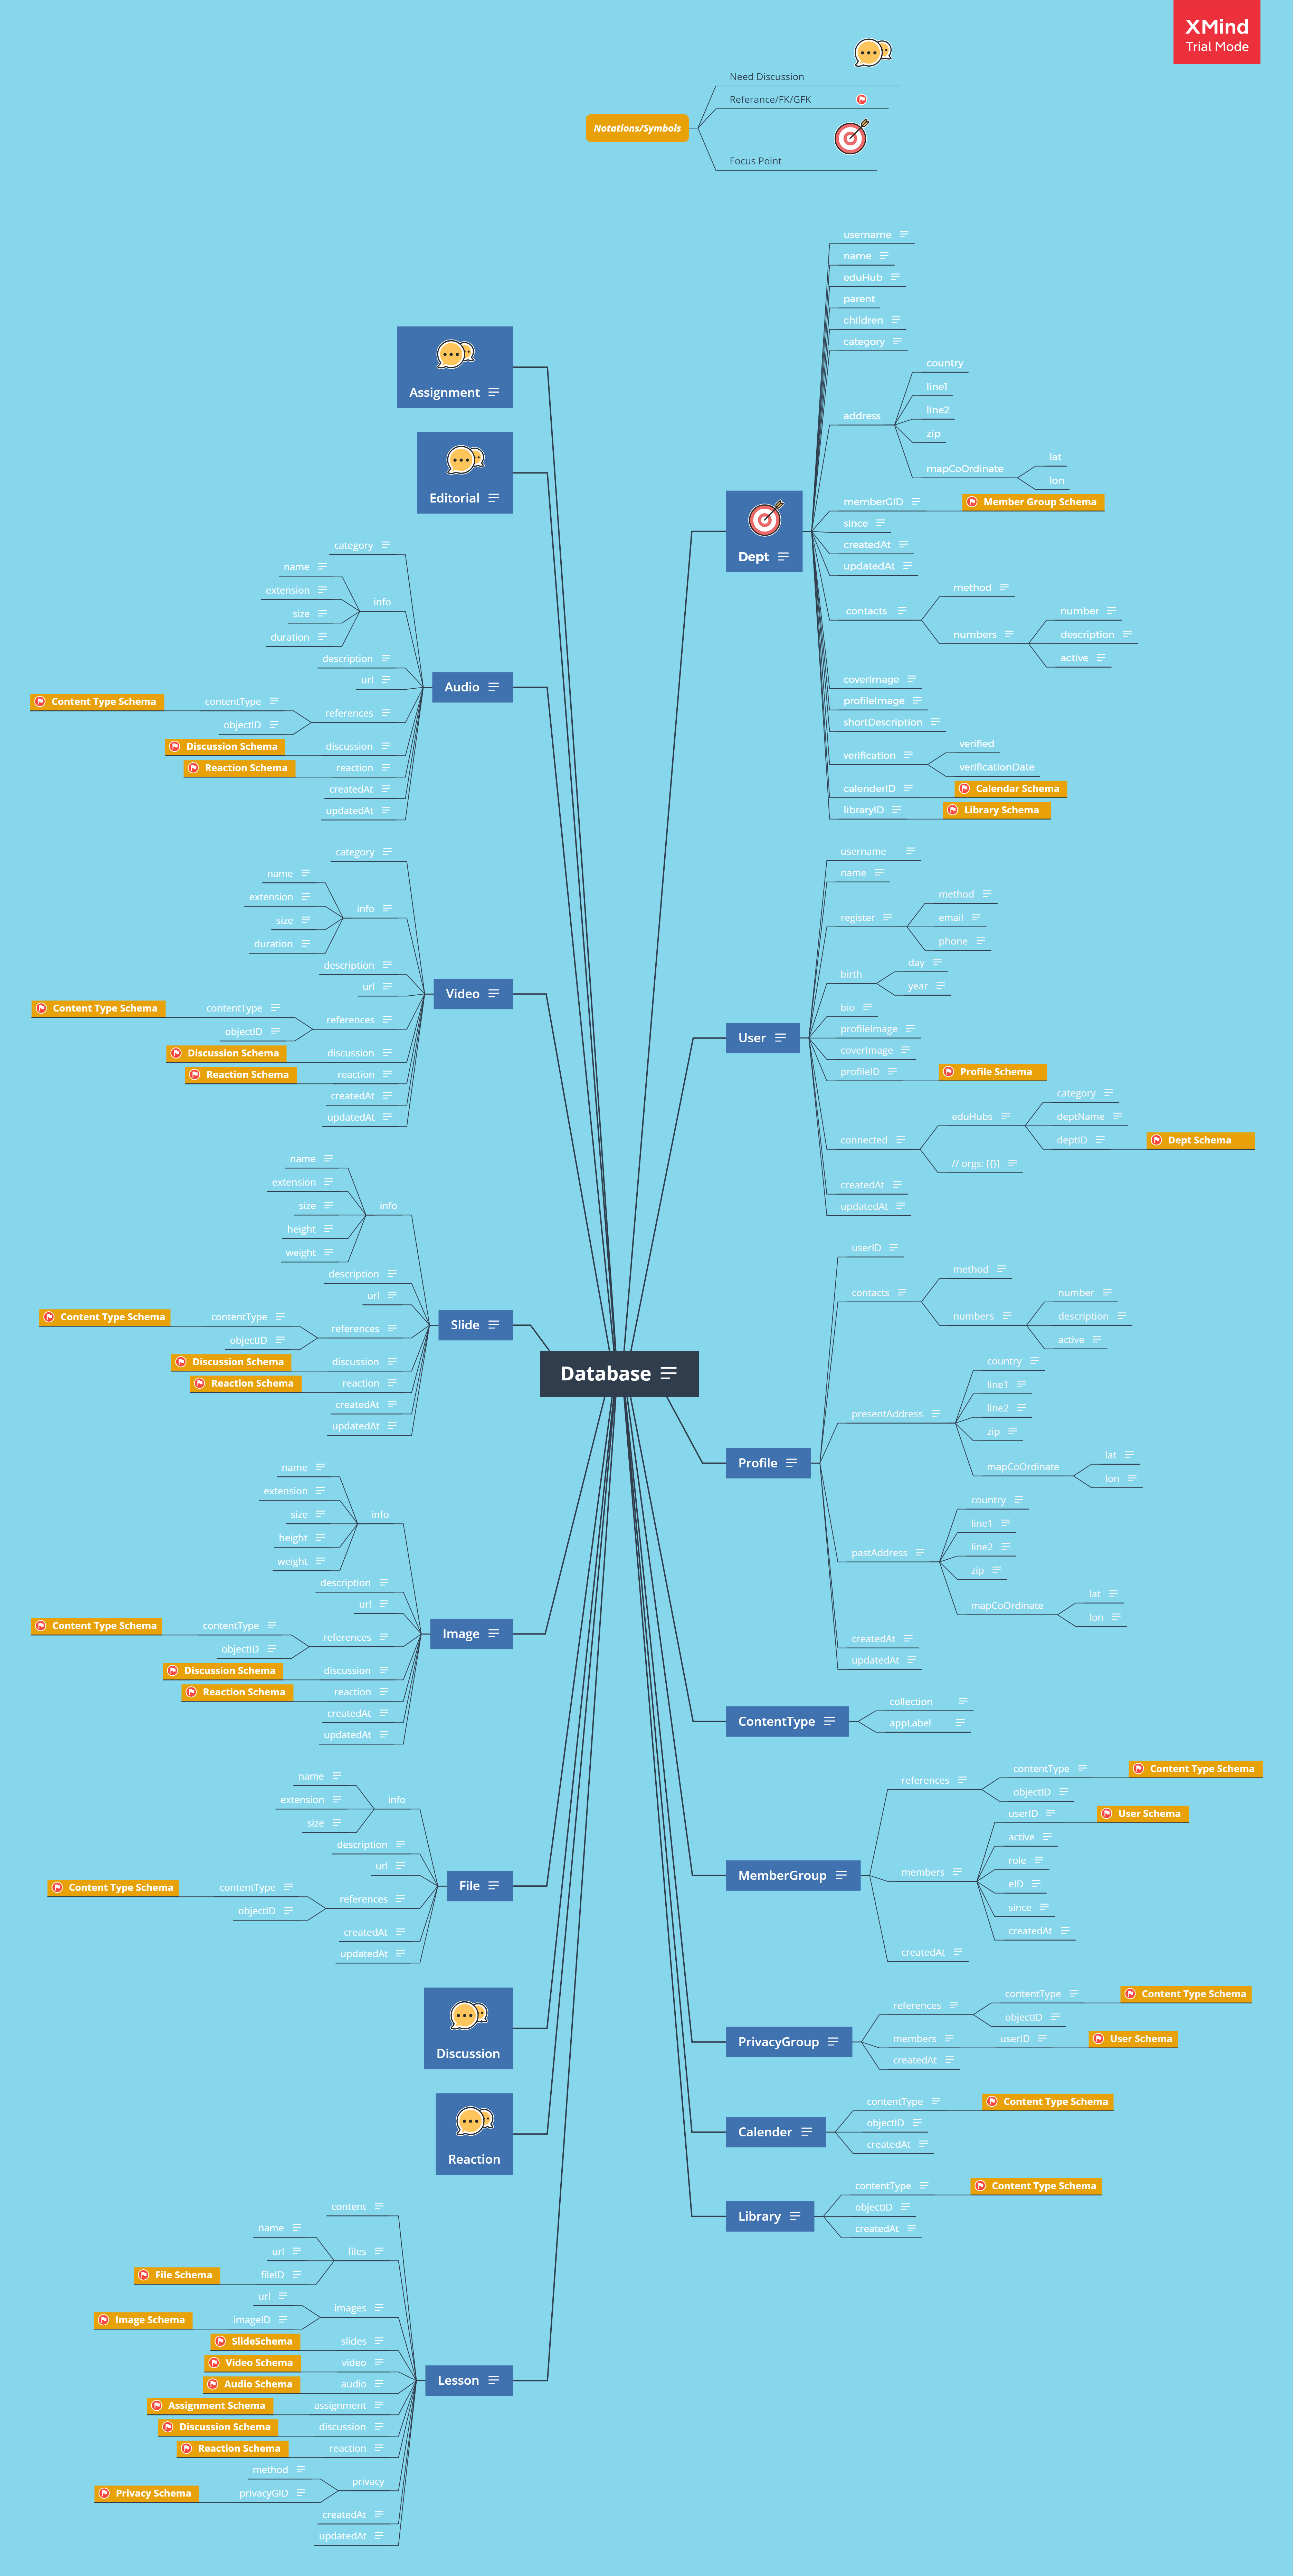 XMind
Trial Mode
Need Discussion
Referance/FK/GFK
Notations/Symbols
Focus Point
username
name
eduHub
parent
children
category
country
line1
address
line2
zip
mapCoOrdinate
lat
lon
memberGID
Member Group Schema
since
createdAt
updatedAt
Dept
method
contacts
number
numbers
description
active
coverImage
profileImage
shortDescription
verified
verification
verificationDate
calenderID
Calendar Schema
libraryID
Library Schema
username
name
method
register
email
phone
day
birth
year
bio
profileImage
User
coverImage
profileID
Profile Schema
category
eduHubs
deptName
connected
deptID
Dept Schema
// orgs: [{}]
createdAt
updatedAt
userID
method
contacts
number
numbers
description
active
country
line1
presentAddress
line2
zip
lat
mapCoOrdinate
lon
Profile
country
line1
pastAddress
line2
zip
lat
mapCoOrdinate
lon
createdAt
updatedAt
ContentType
collection
appLabel
contentType
Content Type Schema
references
objectID
userID
User Schema
active
role
members
MemberGroup
eID
since
createdAt
createdAt
contentType
Content Type Schema
references
objectID
PrivacyGroup
members
userID
User Schema
createdAt
contentType
Content Type Schema
Calender
objectID
createdAt
contentType
Content Type Schema
Library
objectID
createdAt
Database
Assignment
Editorial
category
name
extension
info
size
duration
description
url
Audio
Content Type Schema
contentType
references
objectID
Discussion Schema
discussion
Reaction Schema
reaction
createdAt
updatedAt
category
name
extension
info
size
duration
description
url
Video
Content Type Schema
contentType
references
objectID
Discussion Schema
discussion
Reaction Schema
reaction
createdAt
updatedAt
name
extension
size
info
height
weight
description
url
Slide
Content Type Schema
contentType
references
objectID
Discussion Schema
discussion
Reaction Schema
reaction
createdAt
updatedAt
name
extension
size
info
height
weight
description
url
Image
Content Type Schema
contentType
references
objectID
Discussion Schema
discussion
Reaction Schema
reaction
createdAt
updatedAt
name
extension
info
size
description
url
File
Content Type Schema
contentType
references
objectID
createdAt
updatedAt
Discussion
Reaction
content
name
url
files
File Schema
fileID
url
images
Image Schema
imageID
SlideSchema
slides
Video Schema
video
Lesson
Audio Schema
audio
Assignment Schema
assignment
Discussion Schema
discussion
Reaction Schema
reaction
method
privacy
Privacy Schema
privacyGID
createdAt
updatedAt